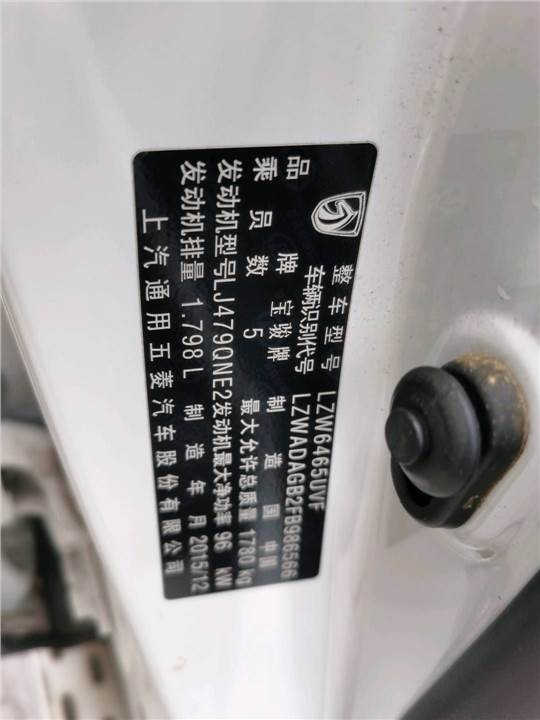 整车型号 LZW6465UVF
车辆识别代号 LZWADAGB2FB986566
品牌 宝骏牌 制造国 中国
乘员数 5 最大允许总质量 1780 kg
发动机型号LJ479QNE2发动机最大净功率 96 kW
发动机排量 1.798L 制造年月 2015/12
上汽通用五菱汽车股份有限公司